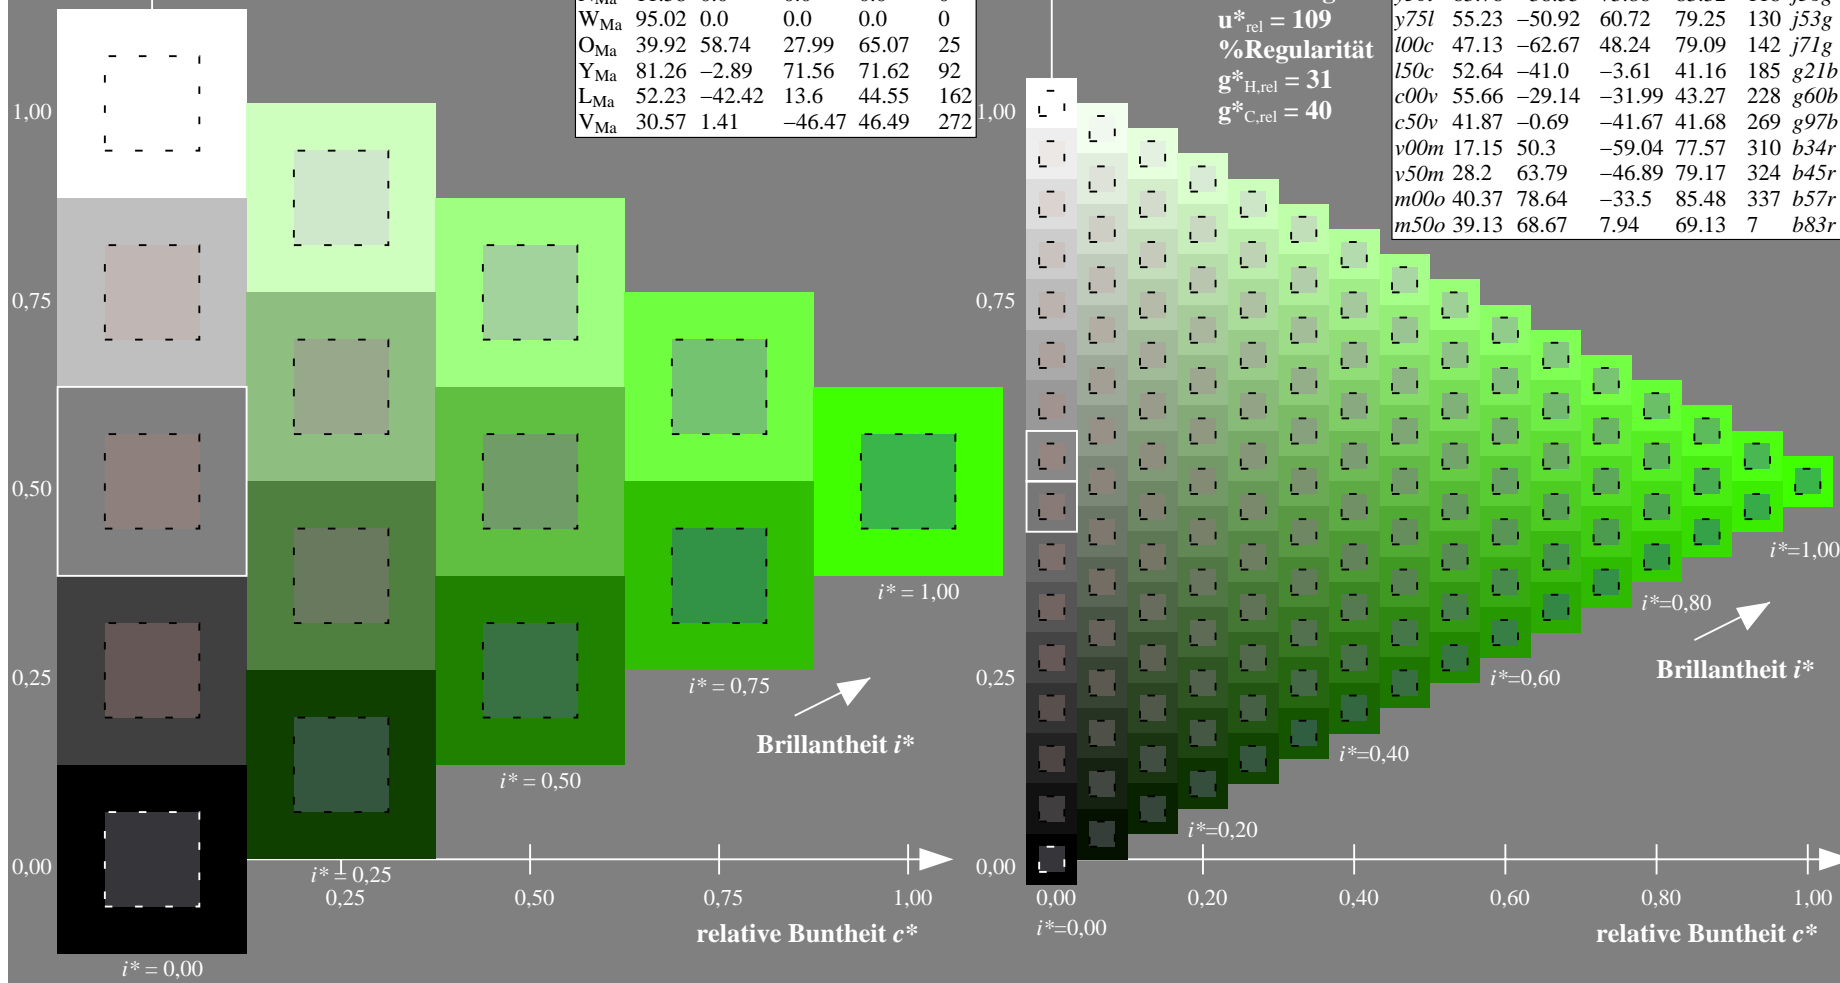 W_Ma 95.02 0.0 0.0 0.0 0
O_Ma 39.92 58.74 27.99 65.07 25
Y_Ma 81.26 −2.89 71.56 71.62 92
L_Ma 52.23 −42.42 13.6 44.55 162
V_Ma 30.57 1.41 −46.47 46.49 272
u*rel = 109
%Regularität
g*H,rel = 31
g*C,rel = 40
y75l 55.23 −50.92 60.72 79.25 130 j53g
l00c 47.13 −62.67 48.24 79.09 142 j71g
l50c 52.64 −41.0 −3.61 41.16 185 g21b
c00v 55.66 −29.14 −31.99 43.27 228 g60b
c50v 41.87 −0.69 −41.67 41.68 269 g97b
v00m 17.15 50.3 −59.04 77.57 310 b34r
v50m 28.2 63.79 −46.89 79.17 324 b45r
m00o 40.37 78.64 −33.5 85.48 337 b57r
m50o 39.13 68.67 7.94 69.13 7 b83r
1,00
0,75
0,50
0,25
0,00
i* = 1,00
i* = 0,75
Brillantheit i*
i* = 0,50
i* = 0,25
0,25 0,50 0,75 1,00
relative Buntheit c*
i* = 0,00
1,00
0,75
0,50
0,25
0,00
i*=1,00
i*=0,80
Brillantheit i*
i*=0,60
i*=0,40
i*=0,20
0,00 0,20 0,40 0,60 0,80 1,00
i*=0,00
relative Buntheit c*